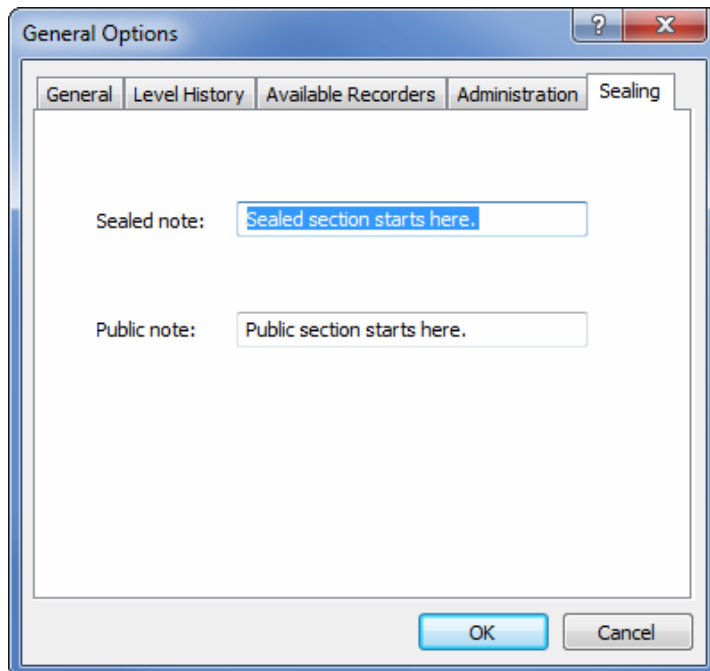 General Options
?
X
General Level History Available Recorders Administration Sealing
Sealed note: Sealed section starts here.
Public note: Public section starts here.
OK Cancel